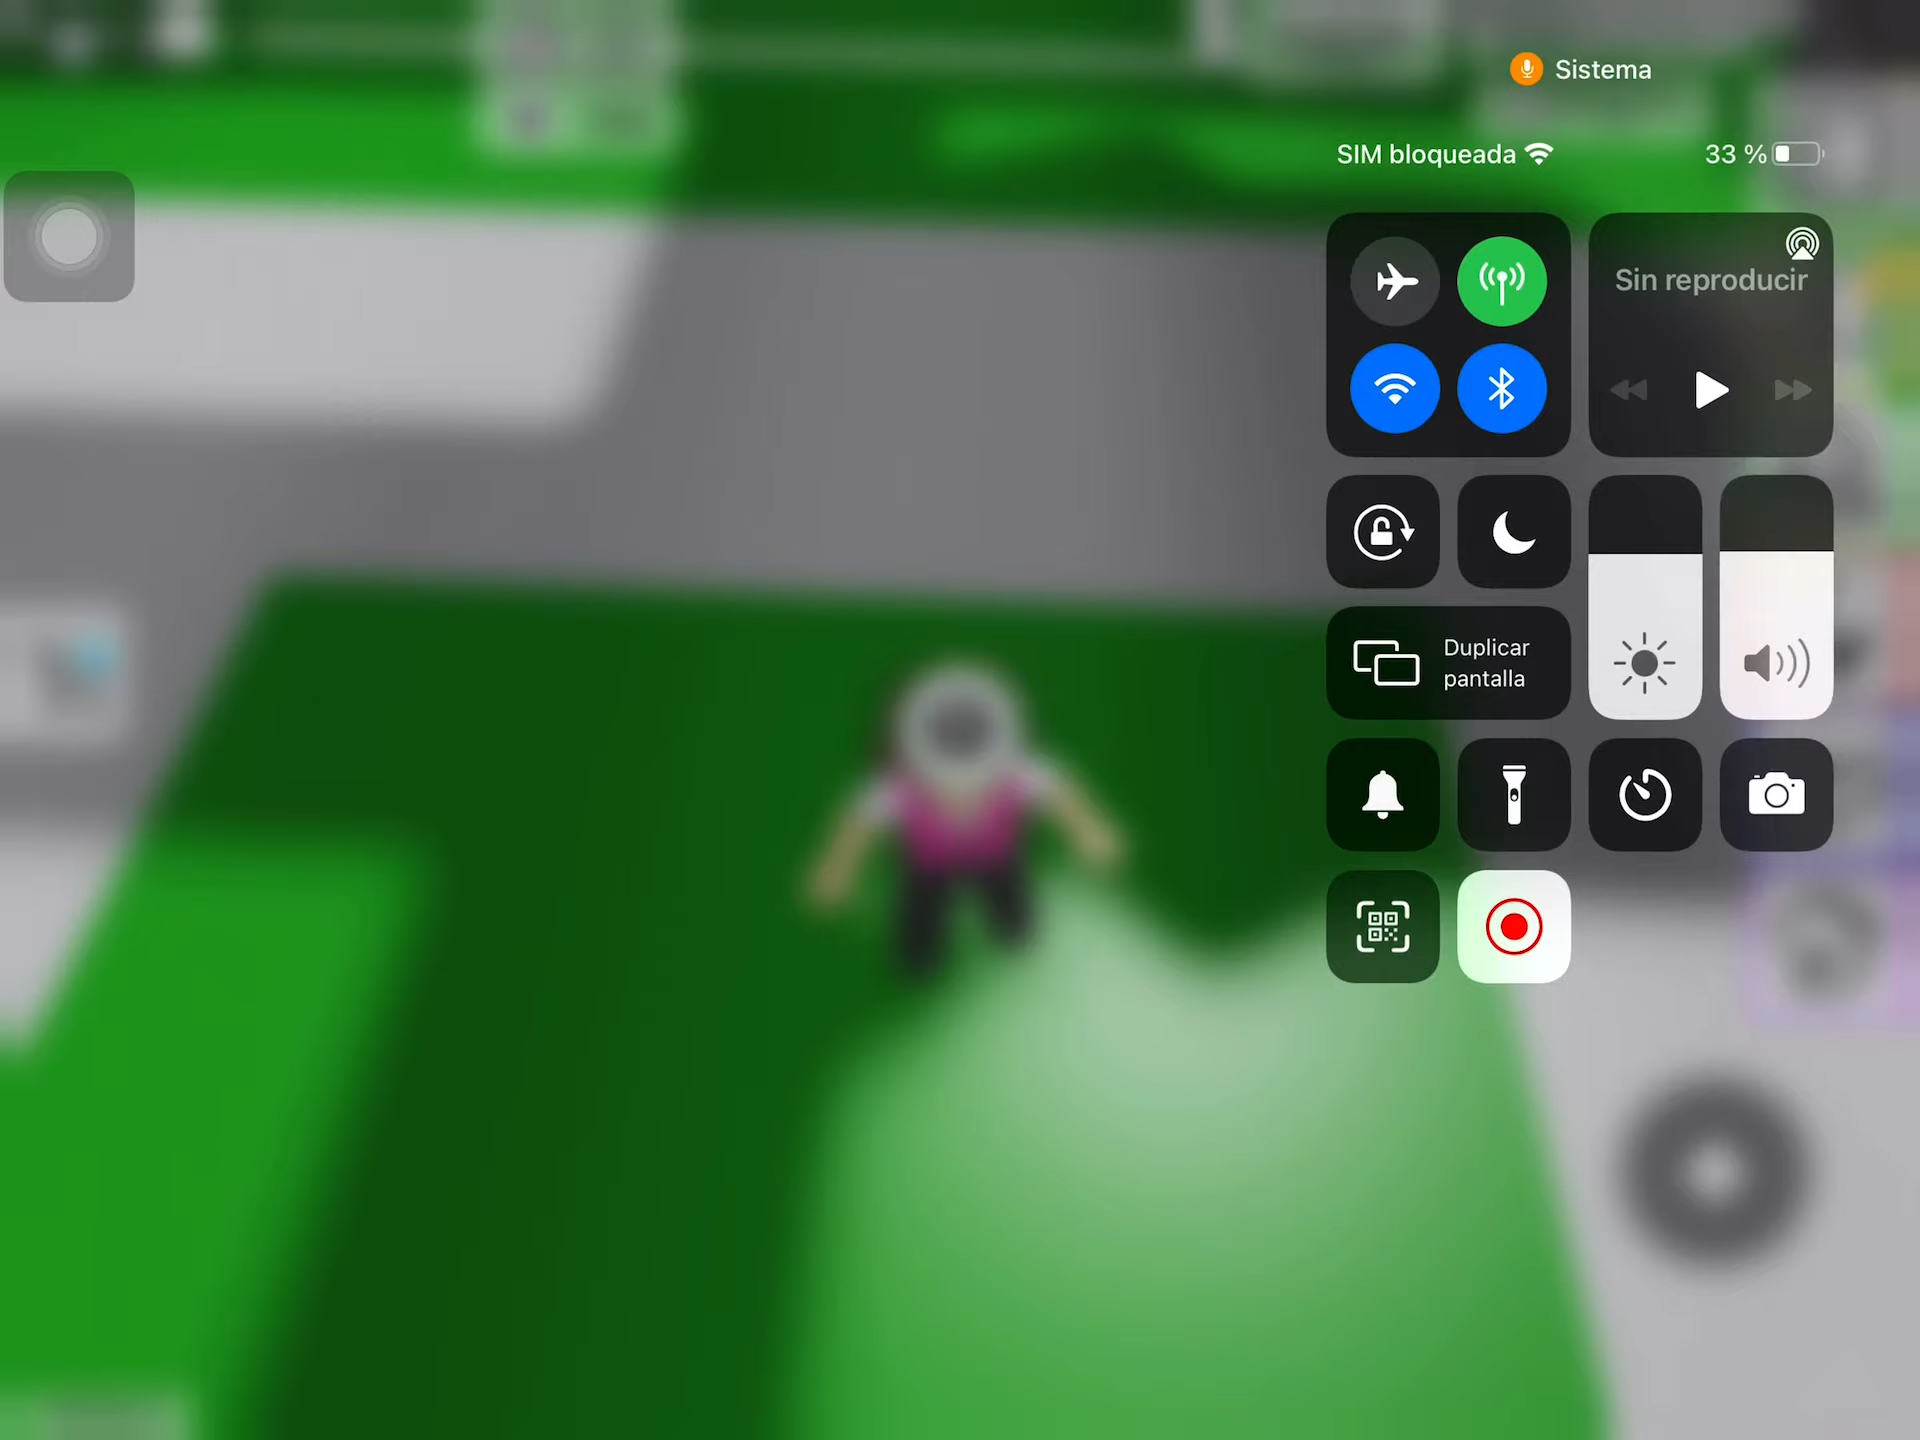 Sistema
SIM bloqueada
33 %
Sin reproducir
Duplicar
pantalla